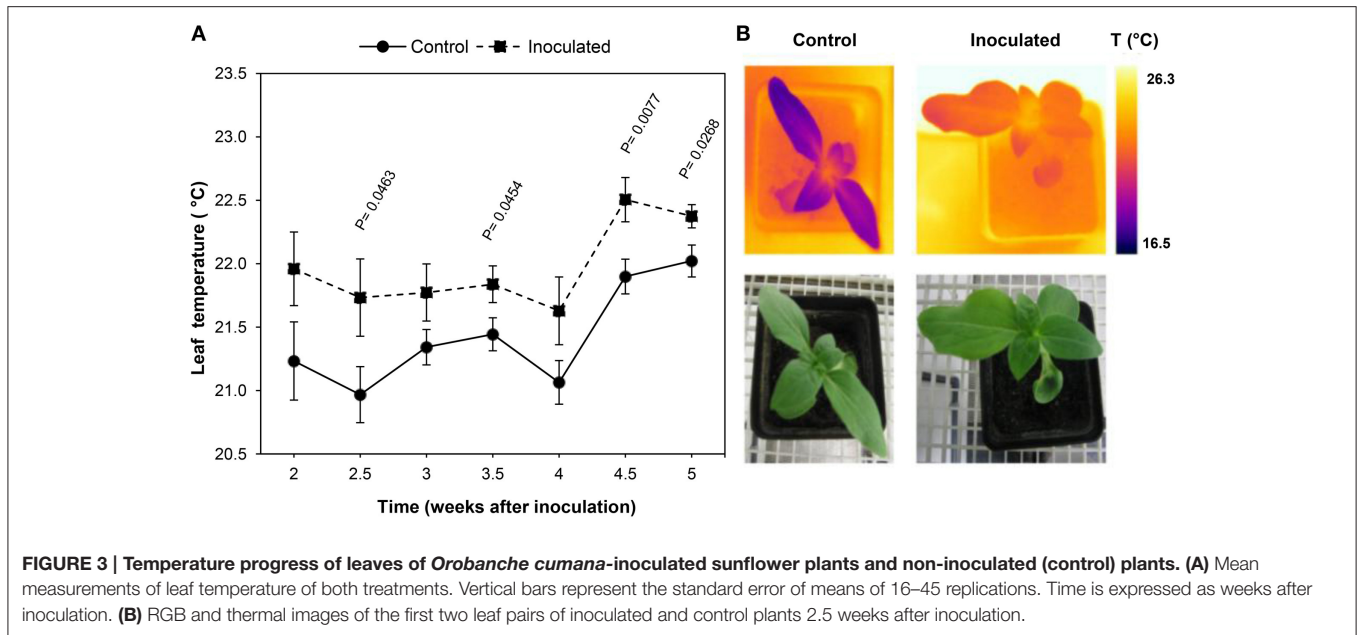 A
Control Inoculated
23.5
23.0
22.5
22.0
21.5
21.0
20.5
Leaf temperature ( °C)
P= 0.0463
P= 0.0454
P= 0.0077
P= 0.0268
2 2.5 3 3.5 4 4.5 5
Time (weeks after inoculation)
B
Control Inoculated T (°C)
26.3
16.5
FIGURE 3 | Temperature progress of leaves of Orobanche cumana-inoculated sunflower plants and non-inoculated (control) plants. (A) Mean
measurements of leaf temperature of both treatments. Vertical bars represent the standard error of means of 16–45 replications. Time is expressed as weeks after
inoculation. (B) RGB and thermal images of the first two leaf pairs of inoculated and control plants 2.5 weeks after inoculation.